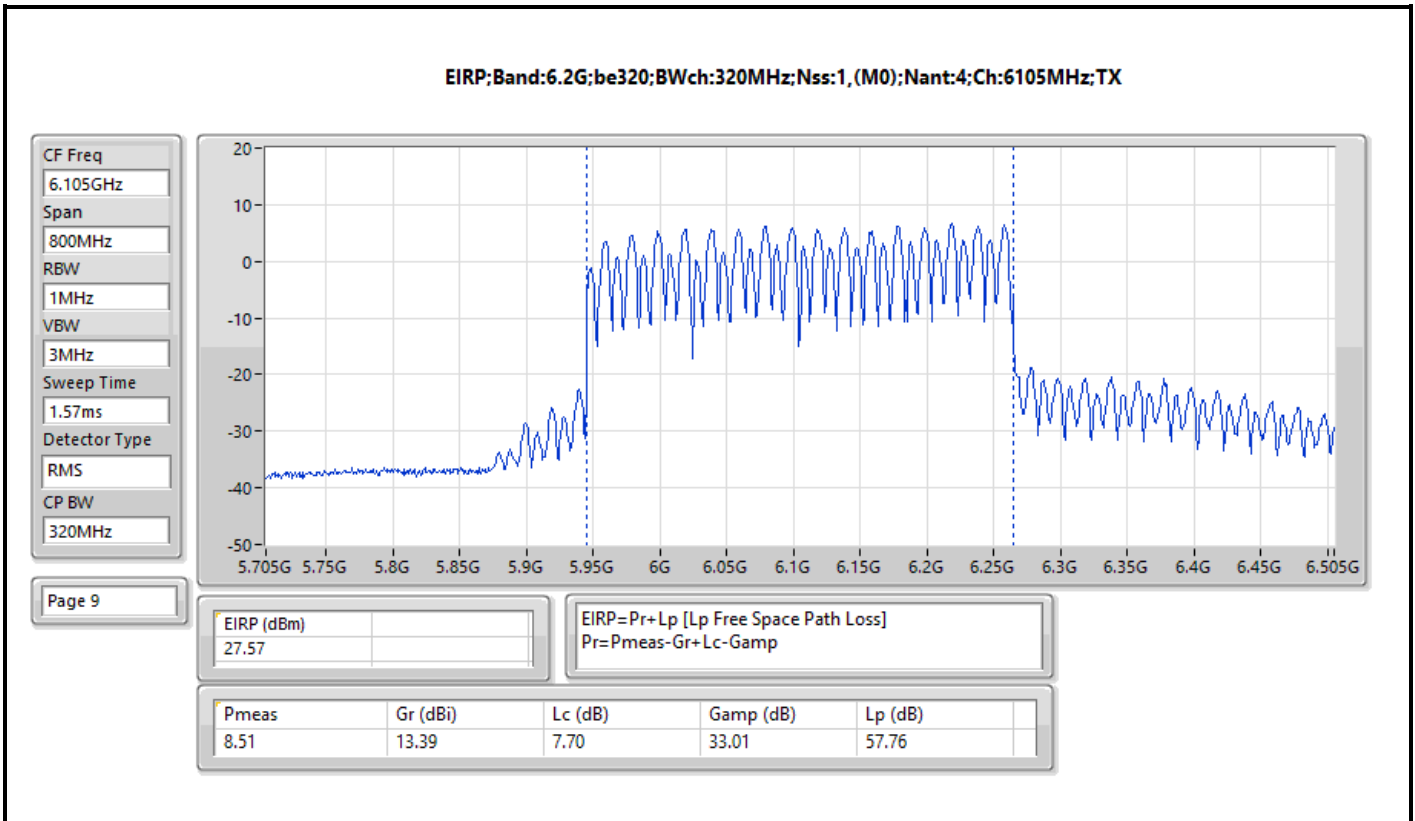 EIRP;Band:6.2G;be320;BWch:320MHz;Nss:1,(M0);Nant:4;Ch:6105MHz;TX
CF Freq
6.105GHz
Span
800MHz
RBW
1MHz
VBW
3MHz
Sweep Time
1.57ms
Detector Type
RMS
CP BW
320MHz
Page 9
20
10
0
-10
-20
-30
-40
-50
5.705G 5.75G 5.8G 5.85G 5.9G 5.95G 6G 6.05G 6.1G 6.15G 6.2G 6.25G 6.3G 6.35G 6.4G 6.45G 6.505G
EIRP (dBm)
27.57
EIRP=Pr+Lp [Lp Free Space Path Loss]
Pr=Pmeas-Gr+Lc-Gamp
Pmeas Gr (dBi) Lc (dB) Gamp (dB) Lp (dB)
8.51 13.39 7.70 33.01 57.76